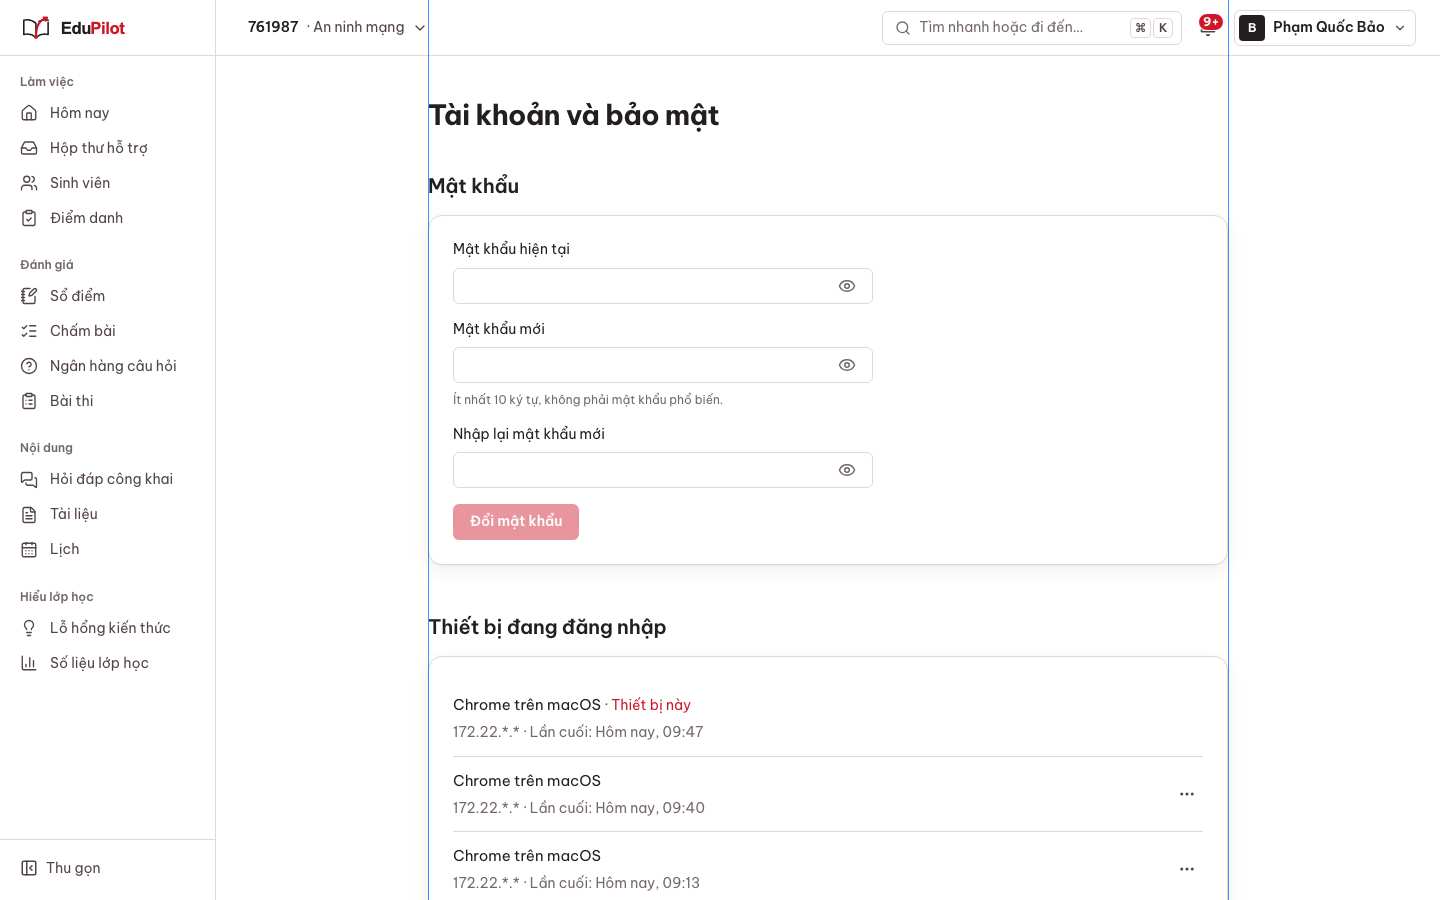 EduPilot
761987 · An ninh mạng
Tìm nhanh hoặc đi đến...
⌘ K
9+
B Phạm Quốc Bảo
Làm việc
Hôm nay
Hộp thư hỗ trợ
Sinh viên
Điểm danh
Đánh giá
Sổ điểm
Chấm bài
Ngân hàng câu hỏi
Bài thi
Nội dung
Hỏi đáp công khai
Tài liệu
Lịch
Hiểu lớp học
Lỗ hổng kiến thức
Số liệu lớp học
Thu gọn
Tài khoản và bảo mật
Mật khẩu
Mật khẩu hiện tại
Mật khẩu mới
Ít nhất 10 ký tự, không phải mật khẩu phổ biến.
Nhập lại mật khẩu mới
Đổi mật khẩu
Thiết bị đang đăng nhập
Chrome trên macOS · Thiết bị này
172.22.*.* · Lần cuối: Hôm nay, 09:47
Chrome trên macOS
172.22.*.* · Lần cuối: Hôm nay, 09:40
Chrome trên macOS
172.22.*.* · Lần cuối: Hôm nay, 09:13